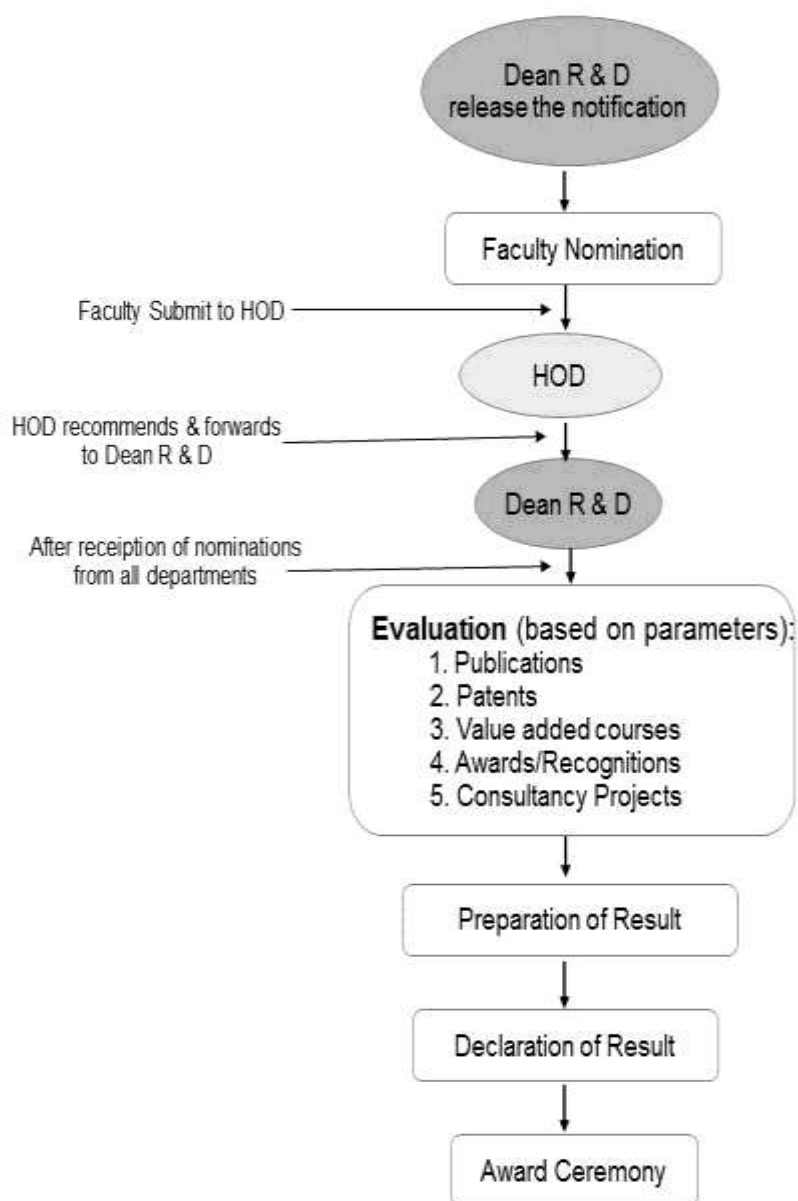 Dean R & D
release the notification
Faculty Nomination
Faculty Submit to HOD
HOD
HOD recommends & forwards
to Dean R & D
Dean R & D
After receiption of nominations
from all departments
Evaluation (based on parameters):
1. Publications
2. Patents
3. Value added courses
4. Awards/Recognitions
5. Consultancy Projects
Preparation of Result
Declaration of Result
Award Ceremony